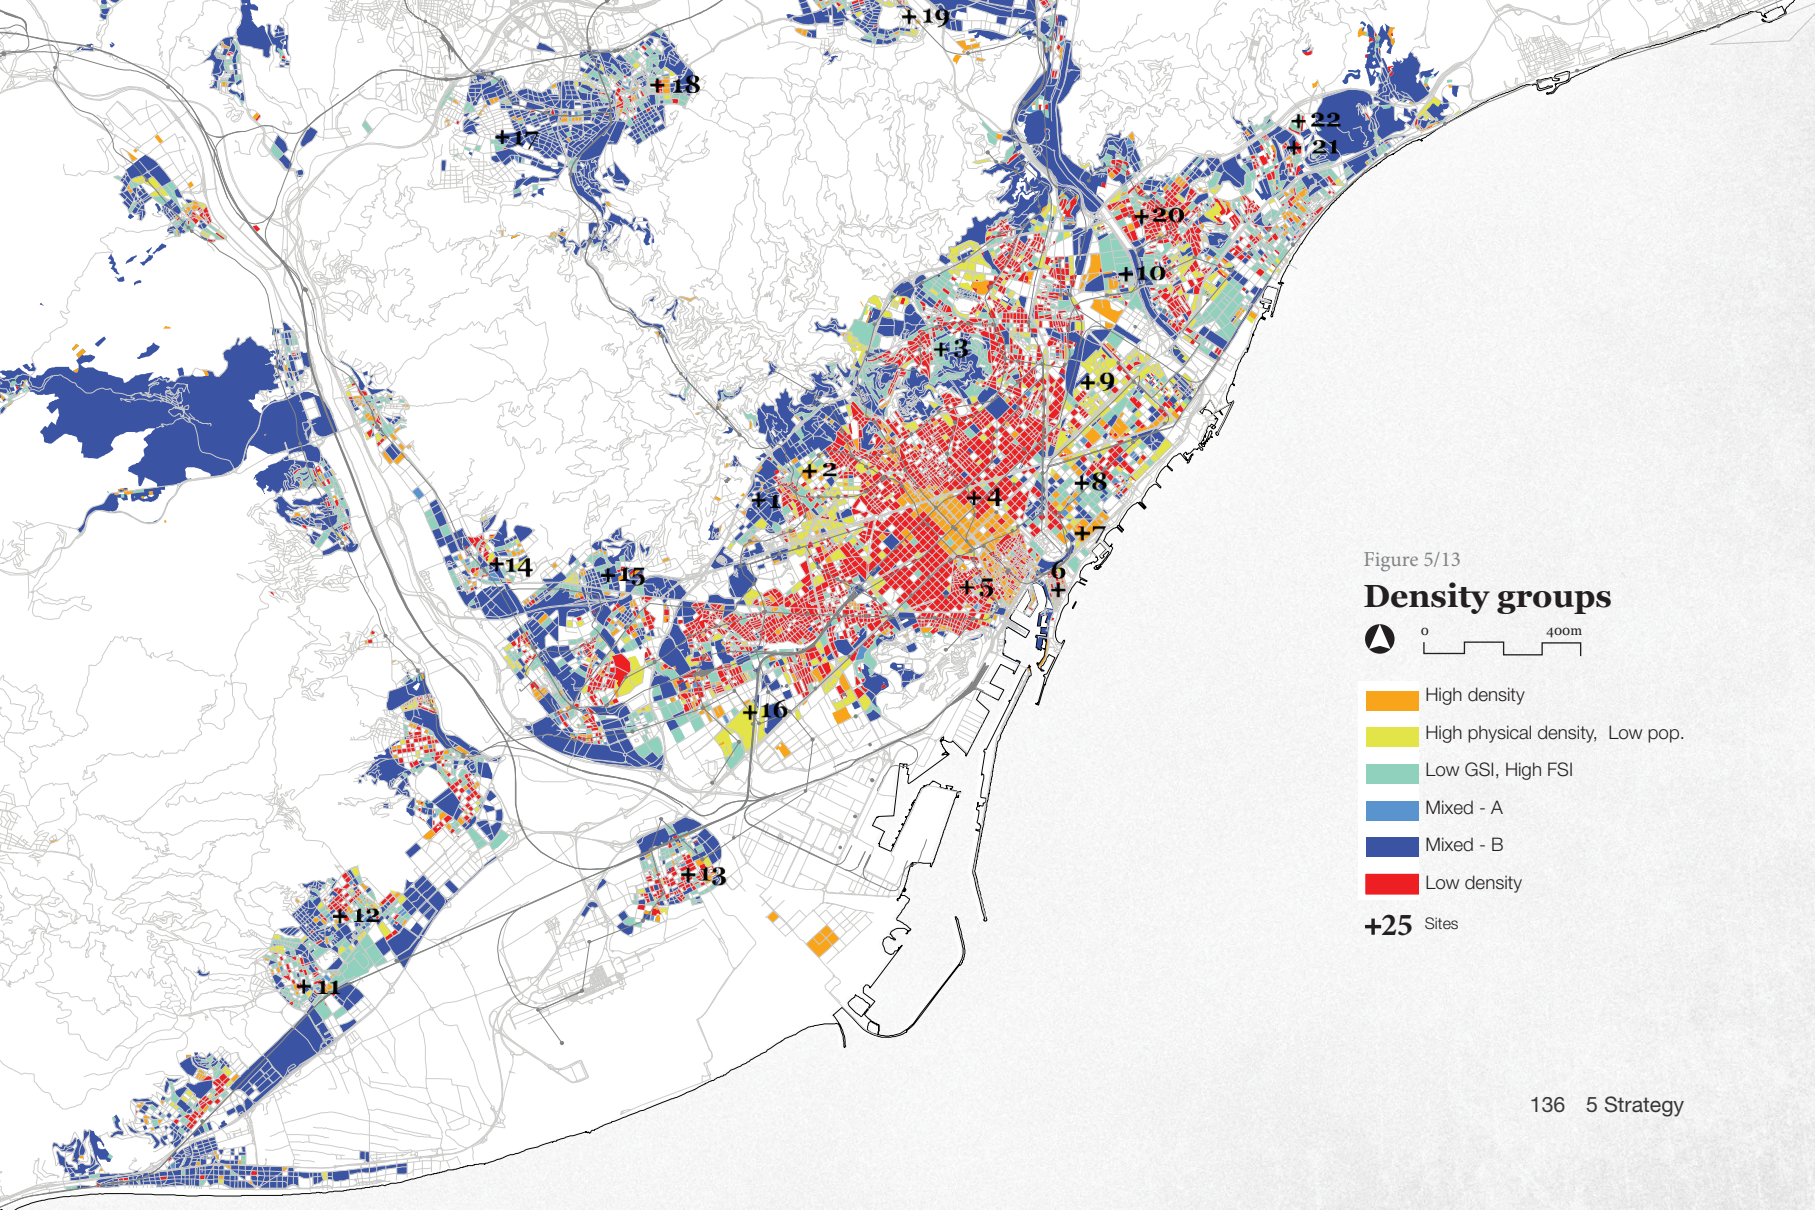 +19
+18
+17
+22
+21
+20
+10
+3
+9
+2
+1
+4
+8
+7
+14
+15
6
+
+5
+16
+13
+12
+11
Figure 5/13
Density groups
0 400m
High density
High physical density, Low pop.
Low GSI, High FSI
Mixed - A
Mixed - B
Low density
+25 Sites
136 5 Strategy